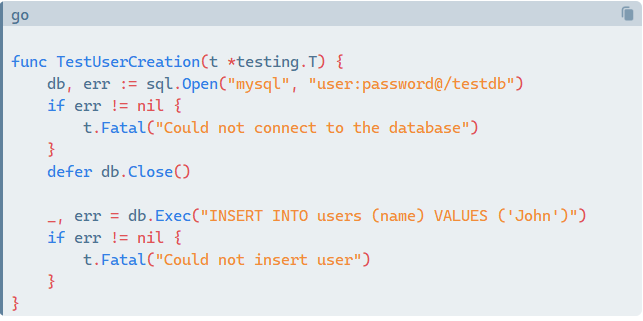 go
func TestUserCreation(t *testing.T) {
    db, err := sql.Open("mysql", "user:password@/testdb")
    if err != nil {
        t.Fatal("Could not connect to the database")
    }
    defer db.Close()

    _, err = db.Exec("INSERT INTO users (name) VALUES ('John')")
    if err != nil {
        t.Fatal("Could not insert user")
    }
}